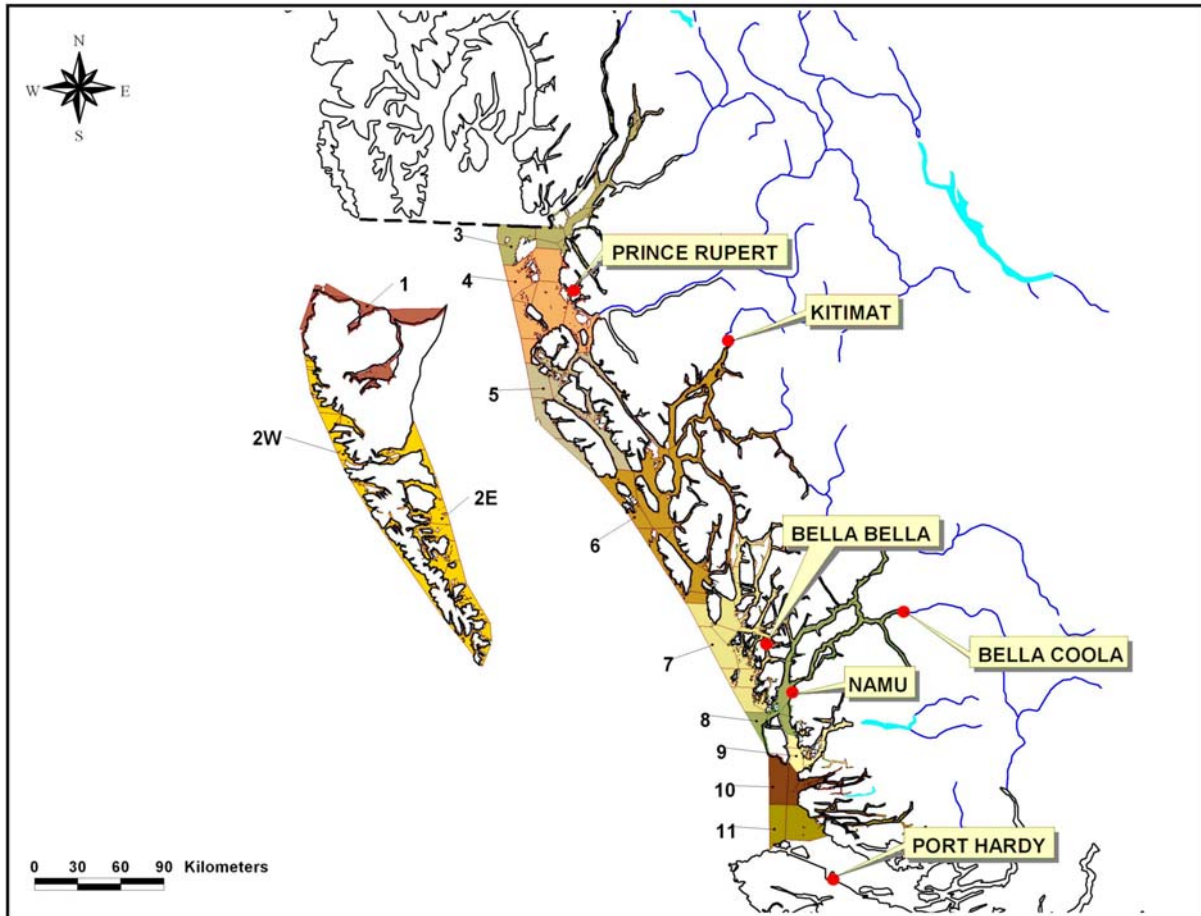 N
W E
S
3
PRINCE RUPERT
4
1
KITIMAT
5
2W
2E
6
BELLA BELLA
7
BELLA COOLA
NAMU
8
9
10
11
PORT HARDY
0 30 60 90 Kilometers